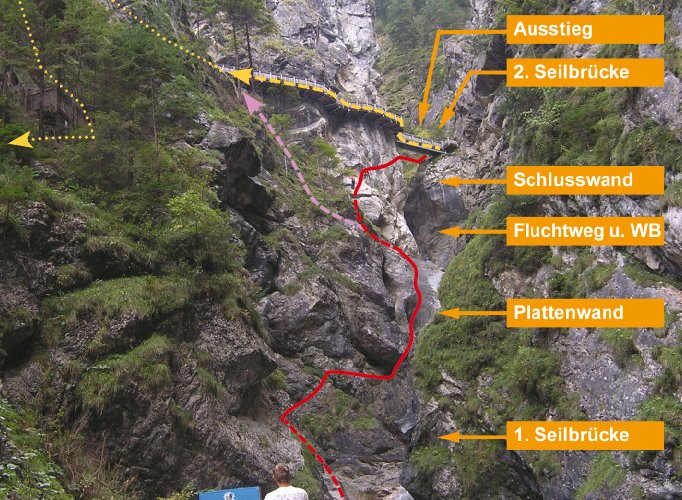 Ausstieg
2. Seilbrücke
Schlusswand
Fluchtweg u. WB
Plattenwand
1. Seilbrücke